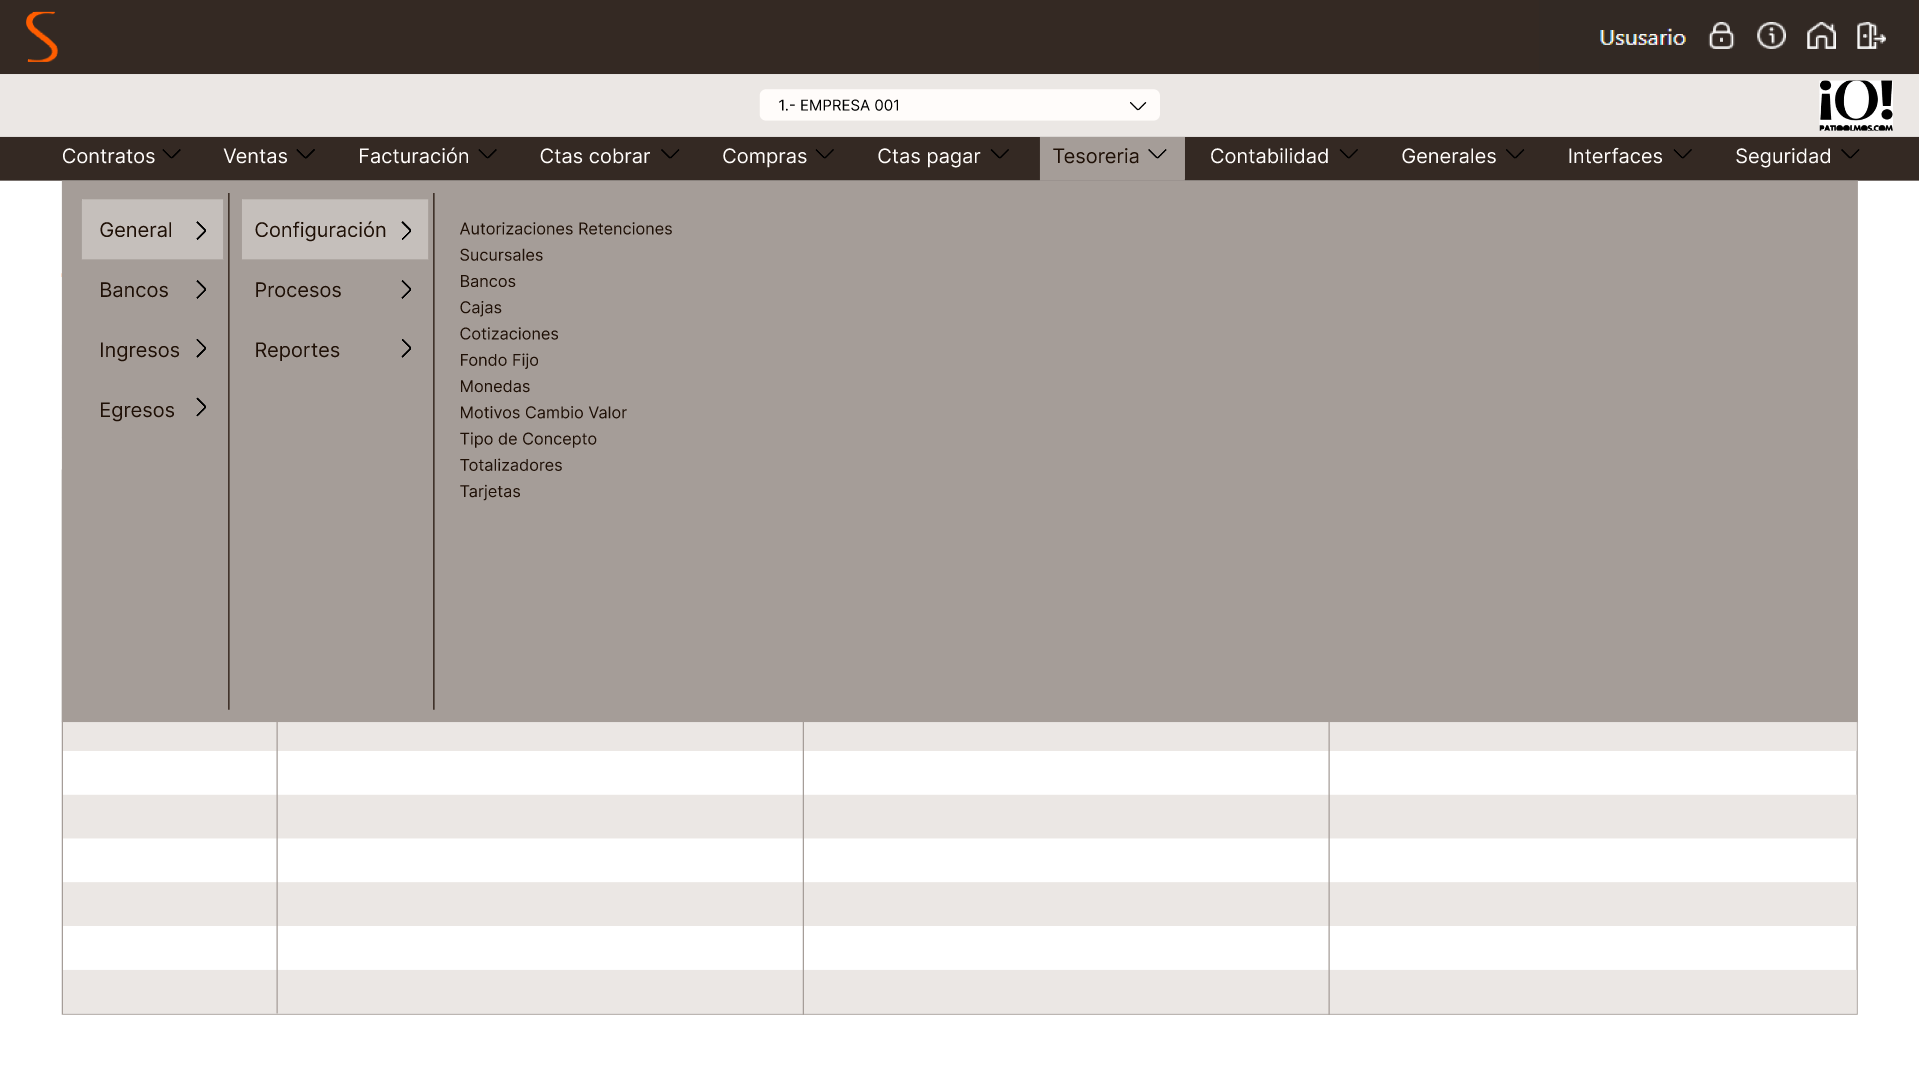 S
Ususario
1.- EMPRESA 001
¡O!
PATIOOLMOS.COM
Contratos Ventas Facturación Ctas cobrar Compras Ctas pagar Tesoreria Contabilidad Generales Interfaces Seguridad
General
Bancos
Ingresos
Egresos
Configuración
Procesos
Reportes
Autorizaciones Retenciones
Sucursales
Bancos
Cajas
Cotizaciones
Fondo Fijo
Monedas
Motivos Cambio Valor
Tipo de Concepto
Totalizadores
Tarjetas